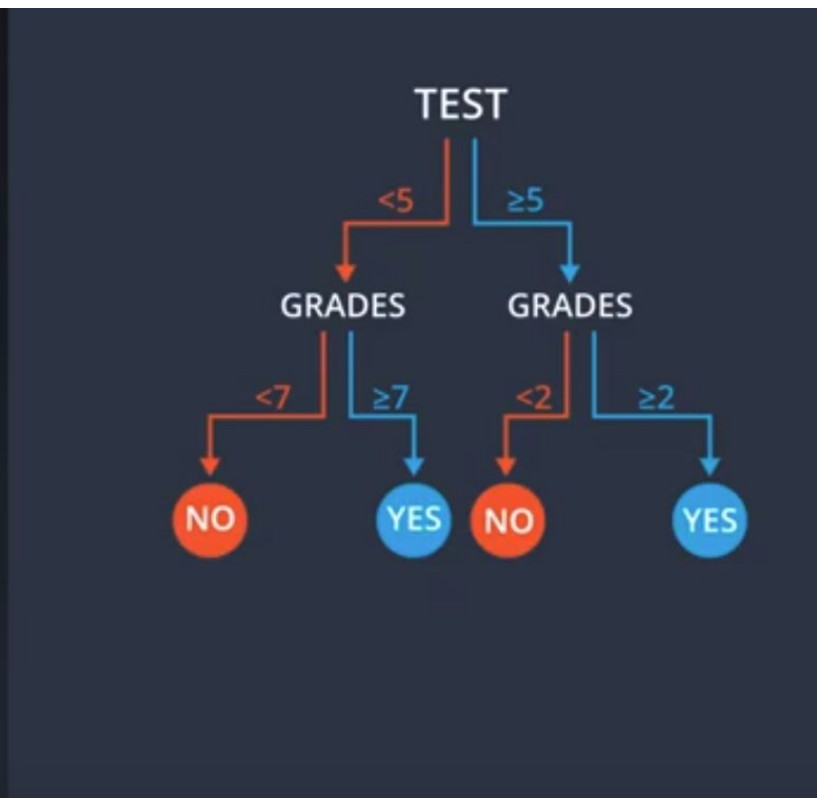 TEST
<5 ≥5
GRADES GRADES
<7 ≥7 <2 ≥2
NO YES NO YES